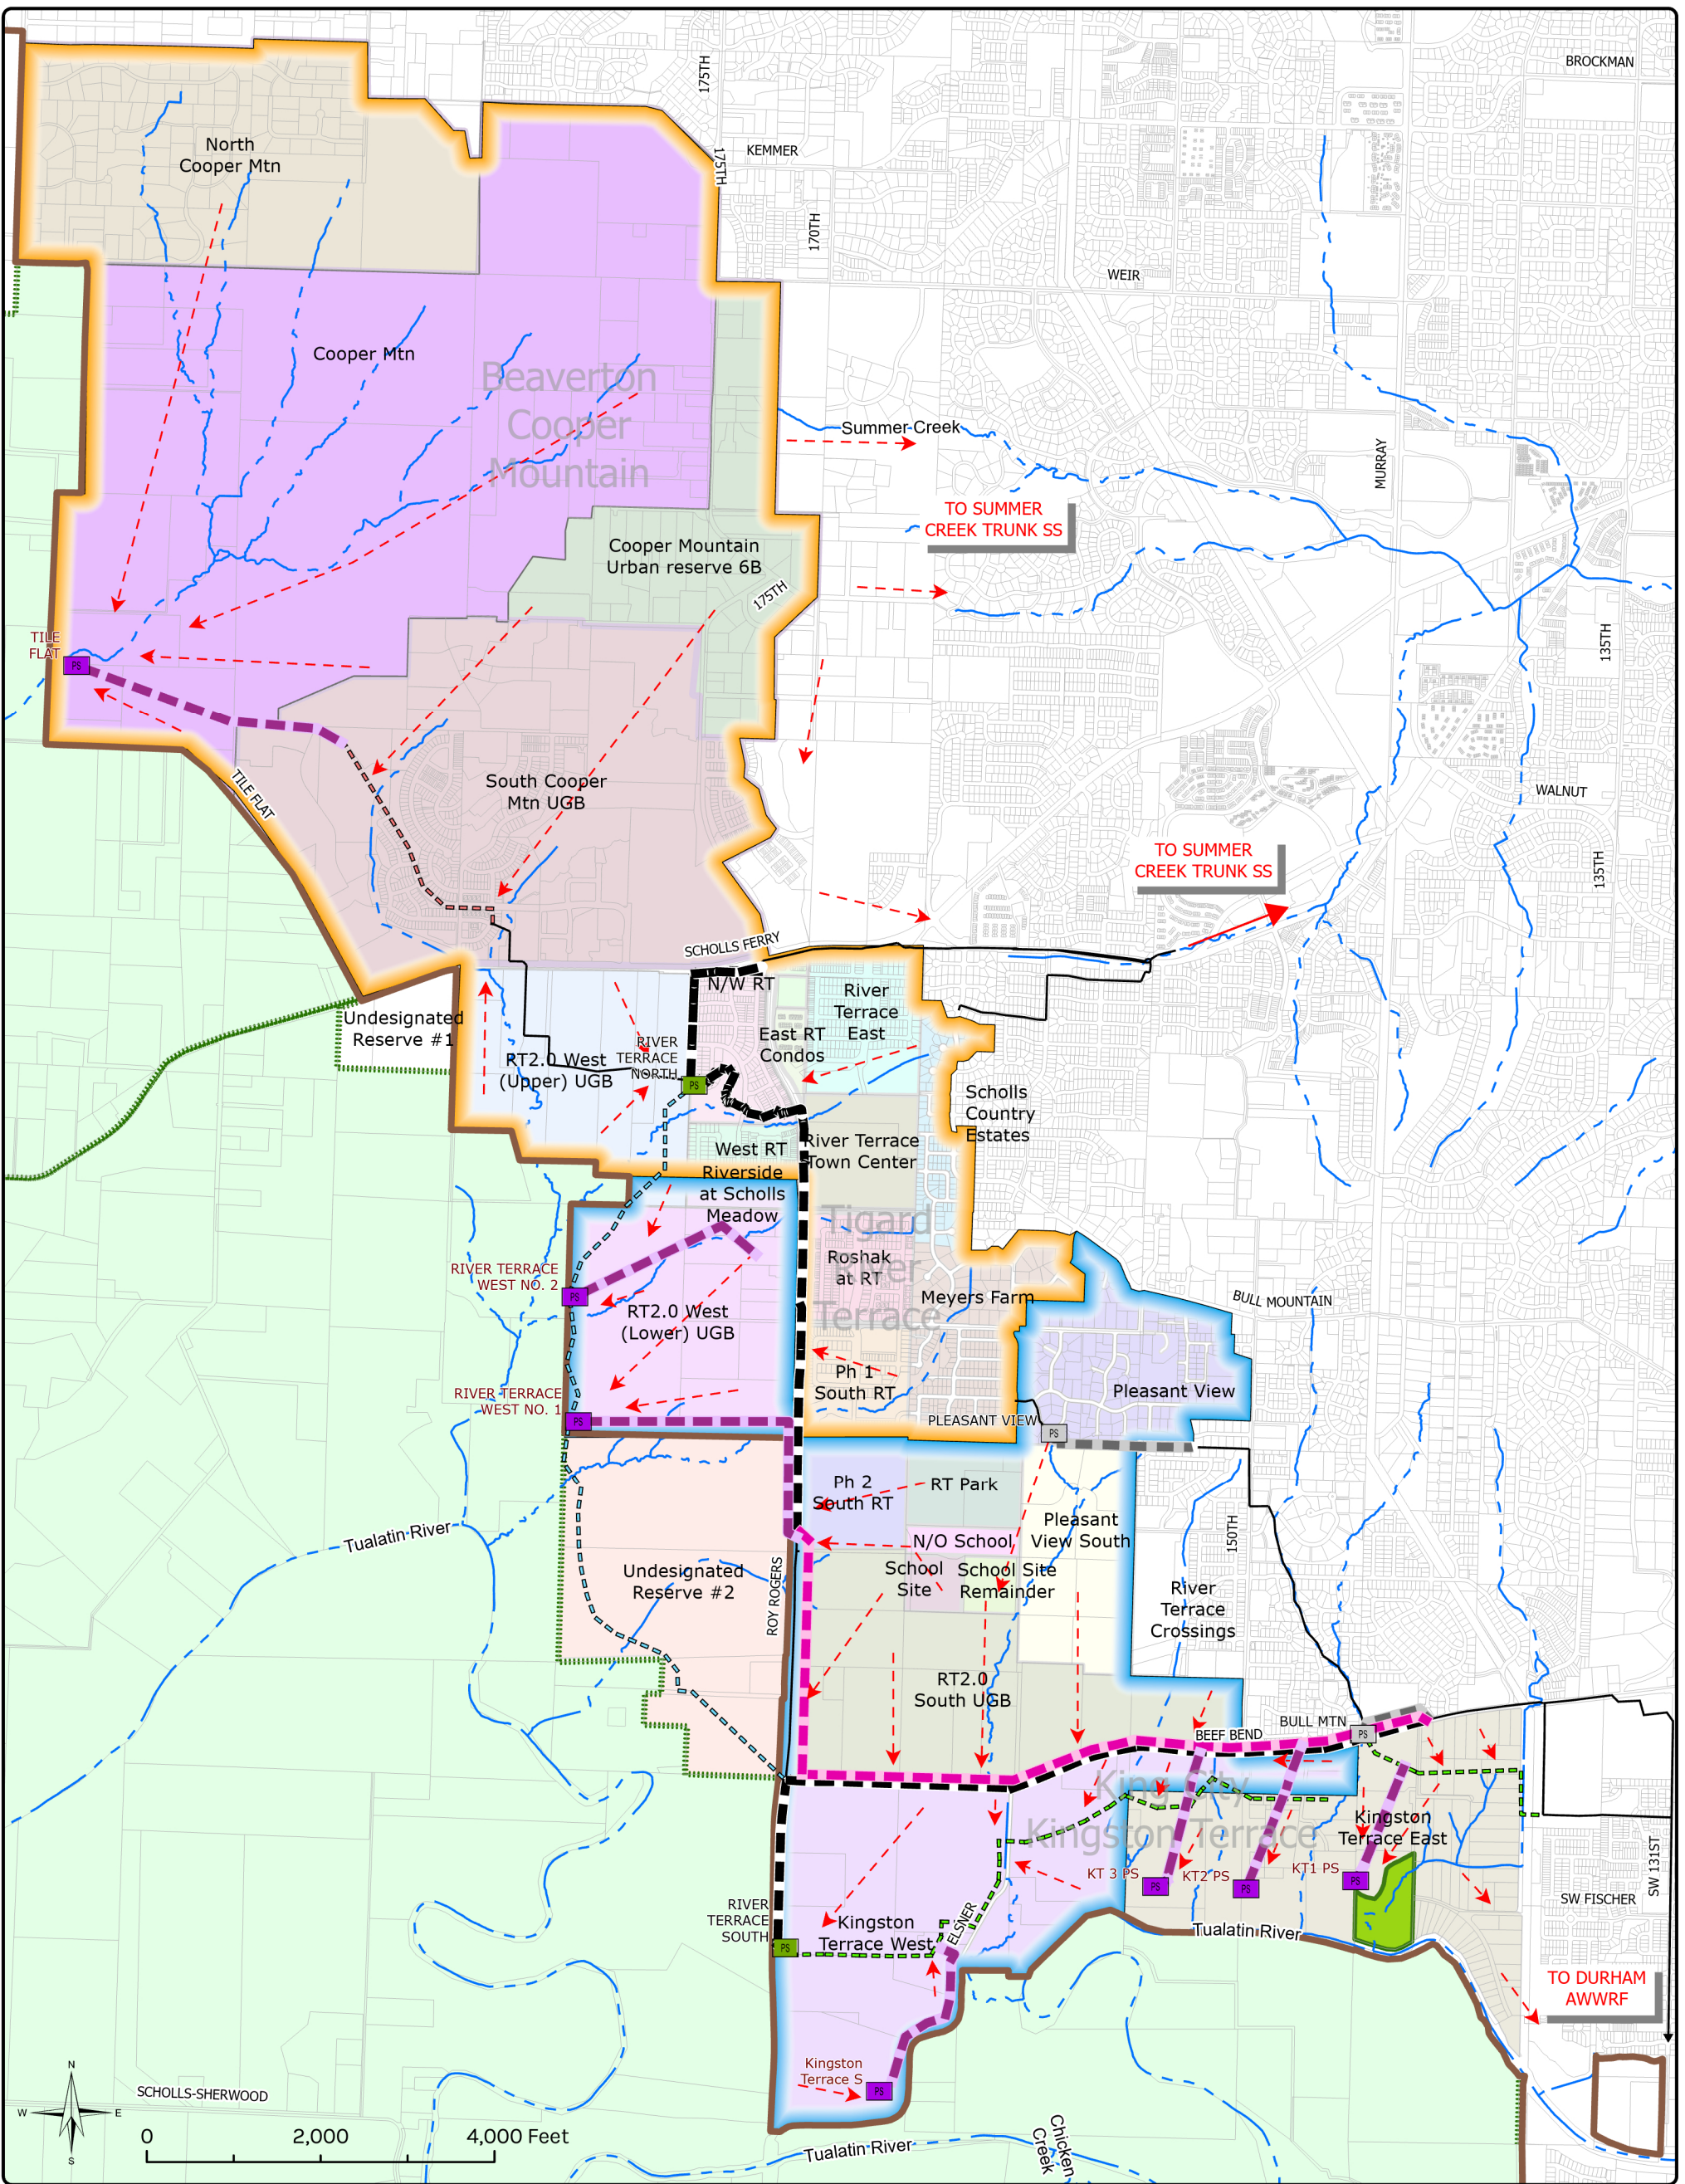 BROCKMAN
175TH
North
Cooper Mtn
KEMMER
175TH
170TH
WEIR
Cooper Mtn
Beaverton
Cooper
Mountain
Summer Creek
MURRAY
TO SUMMER
CREEK TRUNK SS
Cooper Mountain
Urban reserve 6B
175TH
135TH
TILE
FLAT
PS
South Cooper
Mtn UGB
TILE FLAT
WALNUT
TO SUMMER
CREEK TRUNK SS
135TH
SCHOLLS FERRY
N/W RT
River
Terrace
East
Undesignated
Reserve #1
East RT
Condos
RIVER
TERRACE
NORTH
PS
RT2.0 West
(Upper) UGB
Scholls
Country
Estates
West RT
River Terrace
Town Center
Riverside
at Scholls
Meadow
Tigard
River
Terrace
RIVER TERRACE
WEST NO. 2
PS
Roshak
at RT
Meyers Farm
BULL MOUNTAIN
RT2.0 West
(Lower) UGB
Ph 1
South RT
Pleasant View
RIVER TERRACE
WEST NO. 1
PS
PLEASANT VIEW
PS
Ph 2
South RT
RT Park
Tualatin River
Pleasant
View South
150TH
N/O School
Undesignated
Reserve #2
ROY ROGERS
School
Site
School Site
Remainder
River
Terrace
Crossings
RT2.0
South UGB
BEEF BEND
BULL MTN
PS
King City
Kingston Terrace
Kingston
Terrace East
KT 3 PS
PS
KT2 PS
PS
KT1 PS
PS
SW 131ST
SW FISCHER
RIVER
TERRACE
SOUTH
PS
Kingston
Terrace West
ELSNER
Tualatin River
TO DURHAM
AWWRF
Kingston
Terrace S
PS
N
W
E
S
SCHOLLS-SHERWOOD
0 2,000 4,000 Feet
Tualatin River
Chicken
Creek